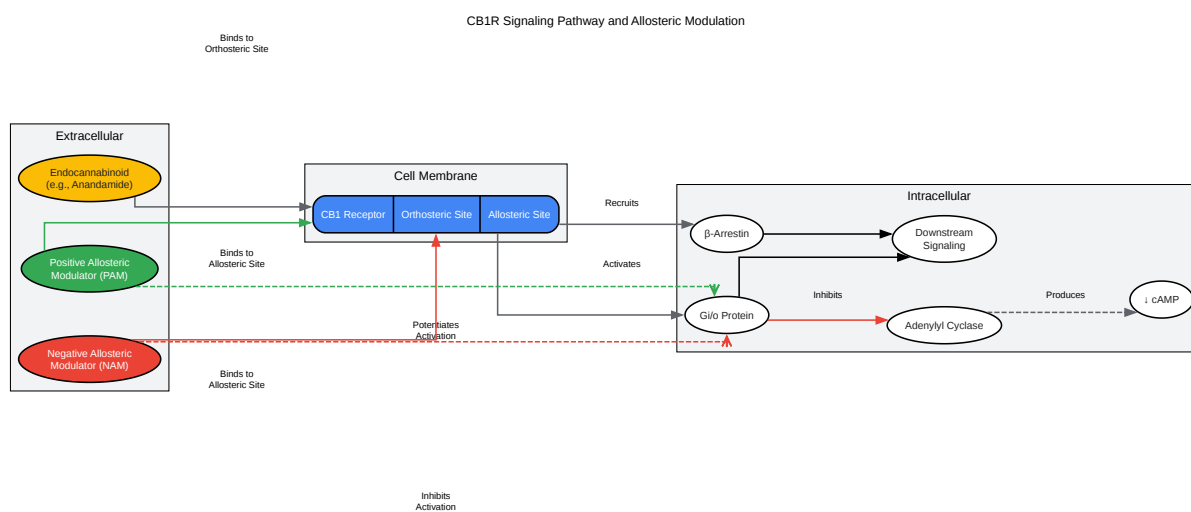 CB1R Signaling Pathway and Allosteric Modulation
Binds to
Orthosteric Site
Extracellular
Endocannabinoid
(e.g., Anandamide)
Positive Allosteric
Modulator (PAM)
Negative Allosteric
Modulator (NAM)
Binds to
Allosteric Site
Binds to
Allosteric Site
Cell Membrane
CB1 Receptor
Orthosteric Site
Allosteric Site
Potentiates
Activation
Inhibits
Activation
Recruits
Activates
Intracellular
β-Arrestin
Downstream
Signaling
Gi/o Protein
Inhibits
Adenylyl Cyclase
Produces
↓ cAMP